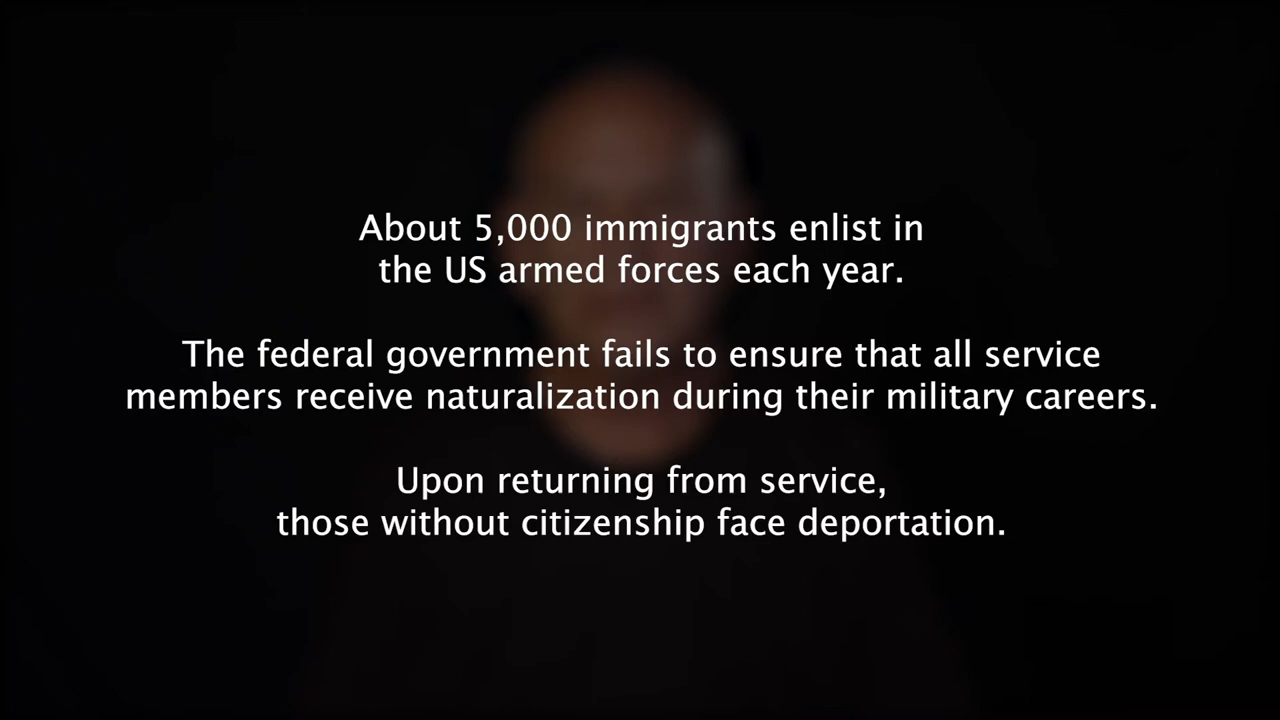 About 5,000 immigrants enlist in
the US armed forces each year.
The federal government fails to ensure that all service
members receive naturalization during their military careers.
Upon returning from service,
those without citizenship face deportation.